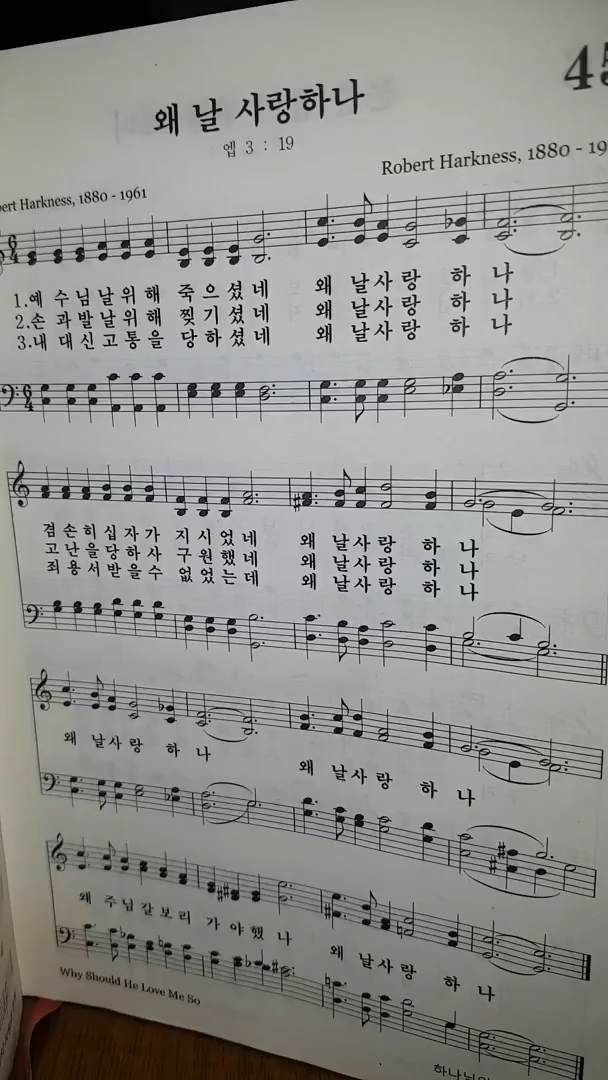 45
왜 날 사랑하나
엡 3 : 19
Robert Harkness, 1880 - 19
bert Harkness, 1880 - 1961
1.예 수 님 날 위 해 죽 으 셨 네 왜 날 사 랑 하 나
2.손 과 발 날 위 해 찢 기 셨 네 왜 날 사 랑 하 나
3.내 대 신 고 통 을 당 하 셨 네 왜 날 사 랑 하 나
겸 손 히 십 자 가 지 시 었 네 왜 날 사 랑 하 나
고 난 을 당 하 사 구 원 했 네 왜 날 사 랑 하 나
죄 용 서 받 을 수 없 었 는 데 왜 날 사 랑 하 나
왜 날 사 랑 하 나 왜 날 사 랑 하 나
왜 주 님 갈 보 리 가 야 했 나 왜 날 사 랑 하 나
Why Should He Love Me So
하나님의